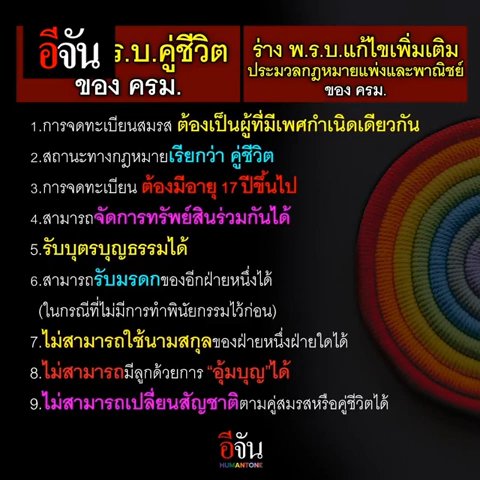 อีจัน
ร.บ.คู่ชีวิต
ของ ครม.
ร่าง พ.ร.บ.แก้ไขเพิ่มเติม
ประมวลกฎหมายแพ่งและพาณิชย์
ของ ครม.
1.การจดทะเบียนสมรส ต้องเป็นผู้ที่มีเพศกำเนิดเดียวกัน
2.สถานะทางกฎหมายเรียกว่า คู่ชีวิต
3.การจดทะเบียน ต้องมีอายุ 17 ปีขึ้นไป
4.สามารถจัดการทรัพย์สินร่วมกันได้
5.รับบุตรบุญธรรมได้
6.สามารถรับมรดกของอีกฝ่ายหนึ่งได้
(ในกรณีที่ไม่มีการทำพินัยกรรมไว้ก่อน)
7.ไม่สามารถใช้นามสกุลของฝ่ายหนึ่งฝ่ายใดได้
8.ไม่สามารถมีลูกด้วยการ "อุ้มบุญ"ได้
9.ไม่สามารถเปลี่ยนสัญชาติตามคู่สมรสหรือคู่ชีวิตได้
อีจัน
HUMANTONE